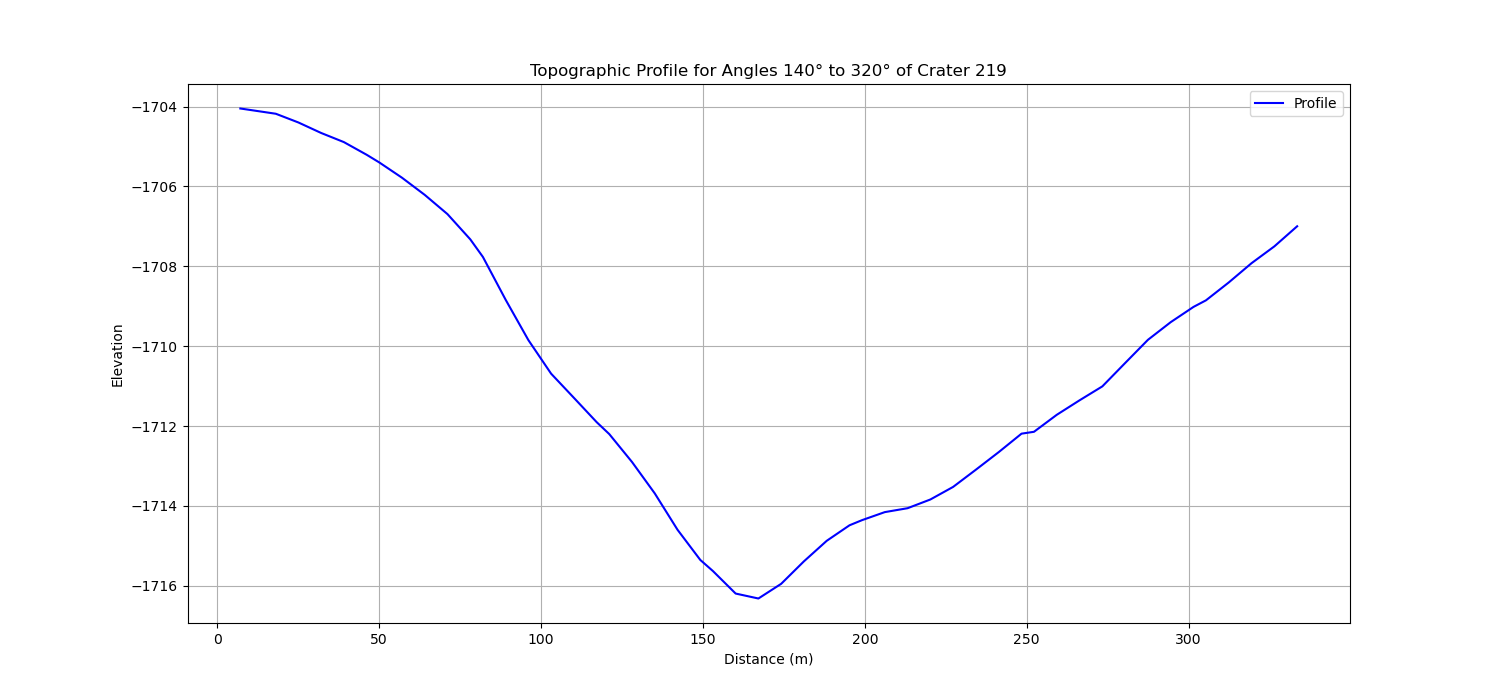 Topographic Profile for Angles 140° to 320° of Crater 219
Profile
−1704
−1706
−1708
−1710
−1712
−1714
−1716
Elevation
0 50 100 150 200 250 300
Distance (m)